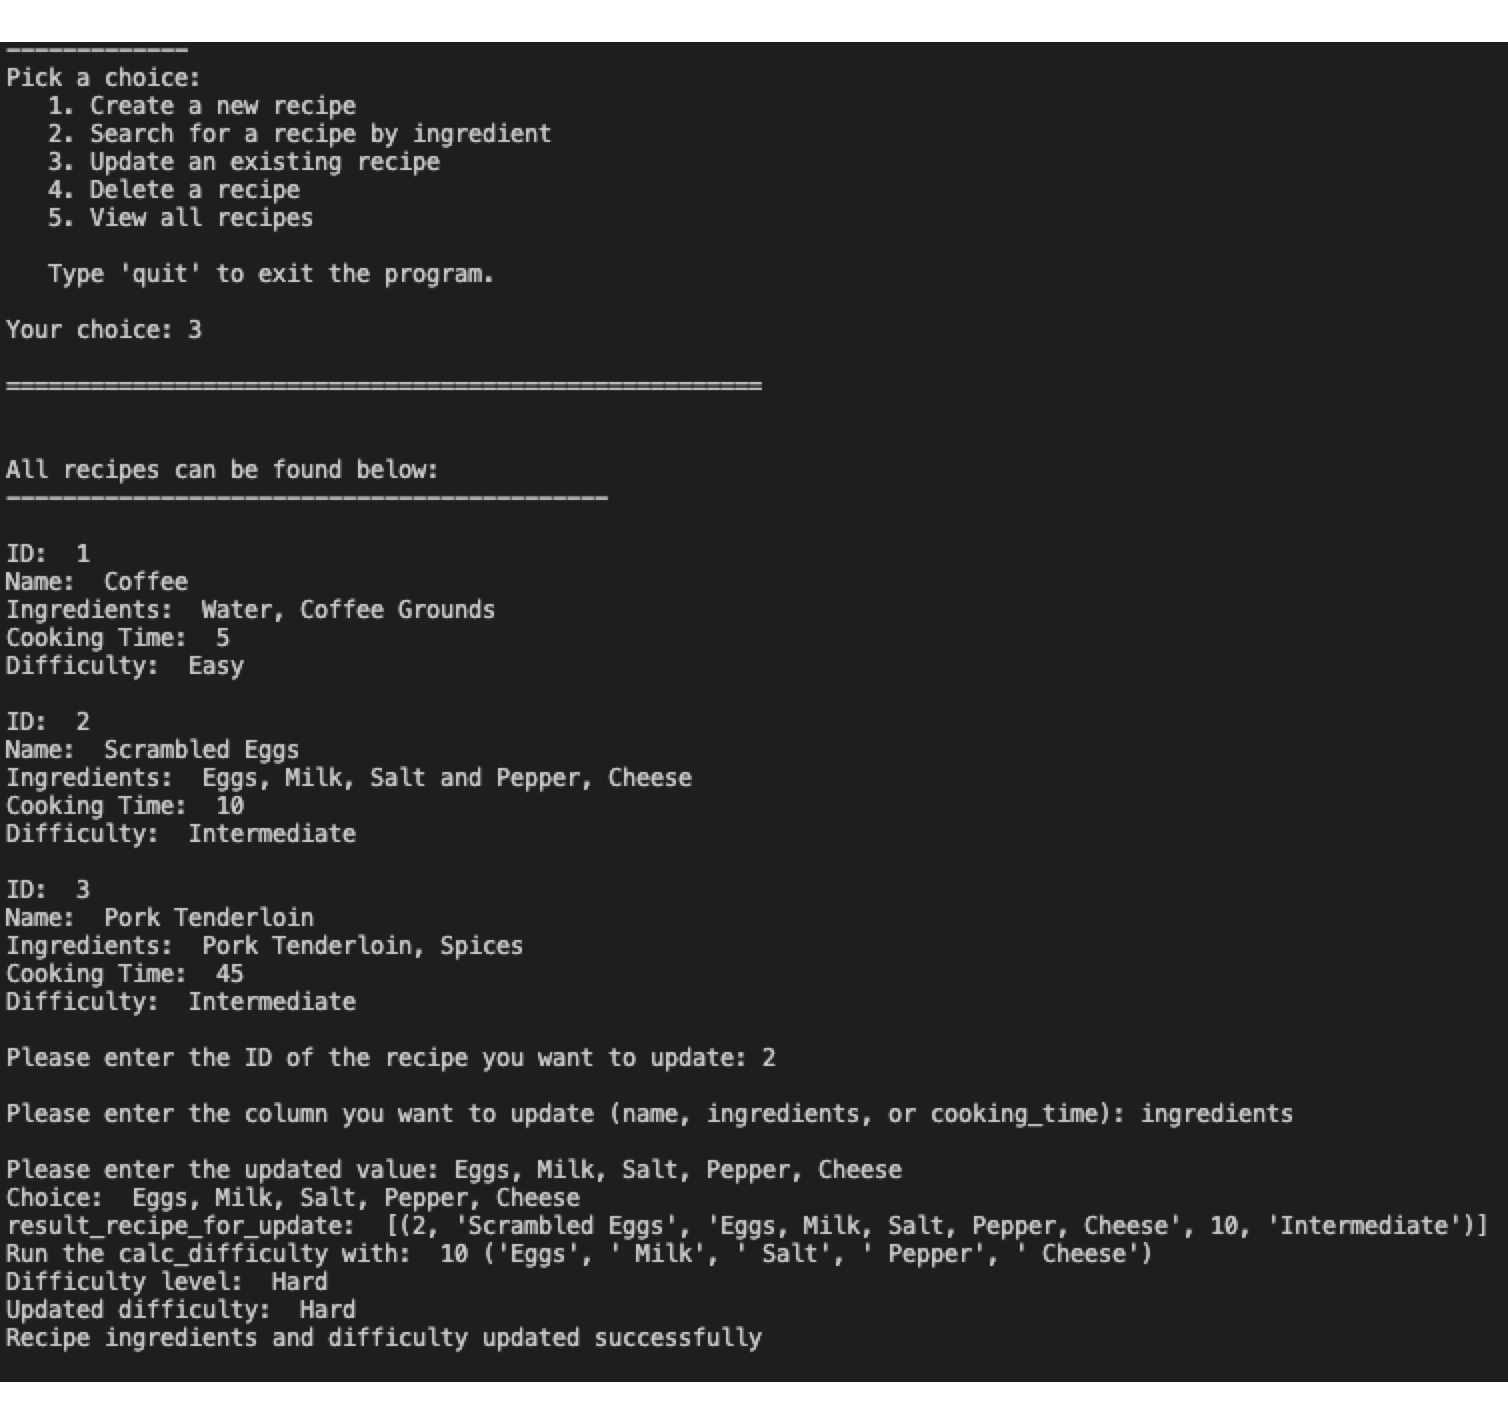 -------------
Pick a choice:
   1. Create a new recipe
   2. Search for a recipe by ingredient
   3. Update an existing recipe
   4. Delete a recipe
   5. View all recipes

   Type 'quit' to exit the program.

Your choice: 3

======================================================


All recipes can be found below:
-------------------------------------------

ID:  1
Name:  Coffee
Ingredients:  Water, Coffee Grounds
Cooking Time:  5
Difficulty:  Easy

ID:  2
Name:  Scrambled Eggs
Ingredients:  Eggs, Milk, Salt and Pepper, Cheese
Cooking Time:  10
Difficulty:  Intermediate

ID:  3
Name:  Pork Tenderloin
Ingredients:  Pork Tenderloin, Spices
Cooking Time:  45
Difficulty:  Intermediate

Please enter the ID of the recipe you want to update: 2

Please enter the column you want to update (name, ingredients, or cooking_time): ingredients

Please enter the updated value: Eggs, Milk, Salt, Pepper, Cheese
Choice:  Eggs, Milk, Salt, Pepper, Cheese
result_recipe_for_update:  [(2, 'Scrambled Eggs', 'Eggs, Milk, Salt, Pepper, Cheese', 10, 'Intermediate')]
Run the calc_difficulty with:  10 ('Eggs', ' Milk', ' Salt', ' Pepper', ' Cheese')
Difficulty level:  Hard
Updated difficulty:  Hard
Recipe ingredients and difficulty updated successfully